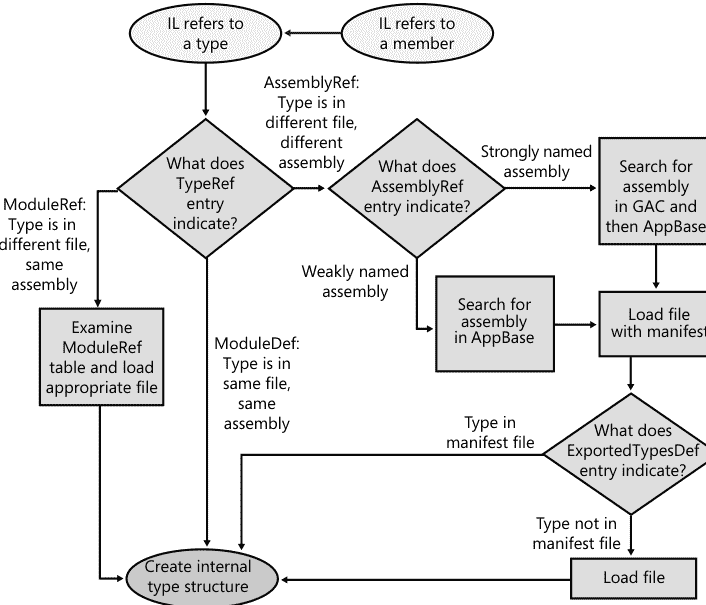 IL refers to
a type
IL refers to
a member
AssemblyRef:
Type is in
different file,
different
assembly
What does
TypeRef
entry
indicate?
What does
AssemblyRef
entry indicate?
Strongly named
assembly
Search for
assembly
in GAC and
then AppBase
ModuleRef:
Type is in
different file,
same
assembly
Weakly named
assembly
Search for
assembly
in AppBase
Load file
with manifest
Examine
ModuleRef
table and load
appropriate file
ModuleDef:
Type is in
same file,
same
assembly
Type in
manifest file
What does
ExportedTypesDef
entry indicate?
Type not in
manifest file
Create internal
type structure
Load file